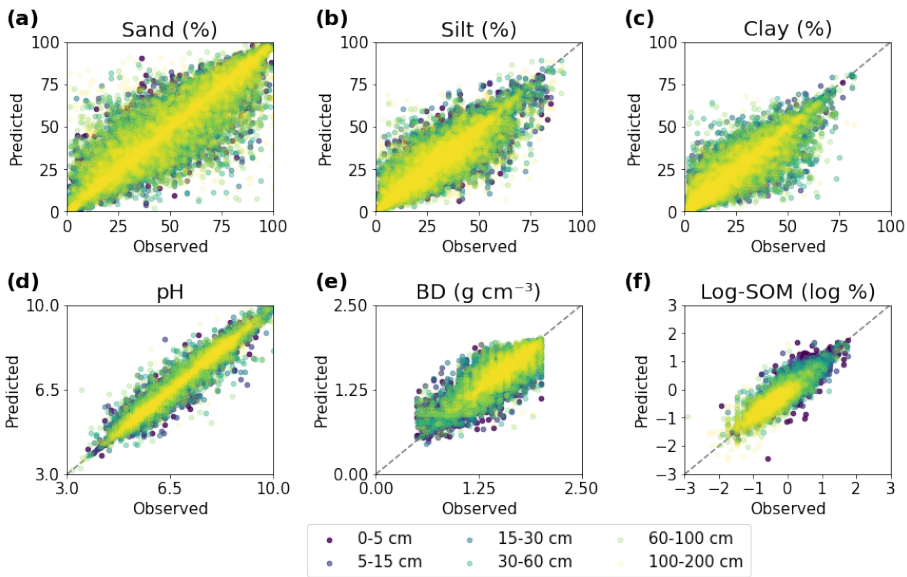 (a) Sand (%)
(b) Silt (%)
(c) Clay (%)
100
75
50
25
0
Predicted
0 25 50 75 100
Observed
100
75
50
25
0
Predicted
0 25 50 75 100
Observed
100
75
50
25
0
Predicted
0 25 50 75 100
Observed
(d) pH
(e) BD (g cm⁻³)
(f) Log-SOM (log %)
10.0
6.5
3.0
Predicted
3.0 6.5 10.0
Observed
2.50
1.25
0.00
Predicted
0.00 1.25 2.50
Observed
3
2
1
0
−1
−2
−3
Predicted
−3 −2 −1 0 1 2 3
Observed
0-5 cm 15-30 cm 60-100 cm
5-15 cm 30-60 cm 100-200 cm